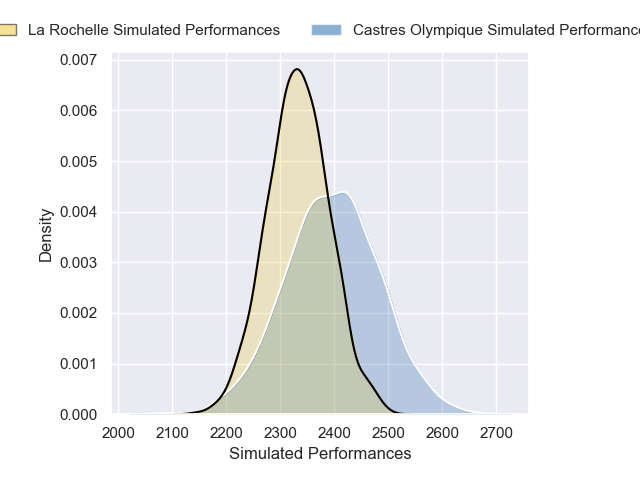 La Rochelle Simulated Performances
Castres Olympique Simulated
0.007
0.006
0.005
0.004
0.003
0.002
0.001
0.000
Density
2000 2100 2200 2300 2400 2500 2600 2700
Simulated Performances